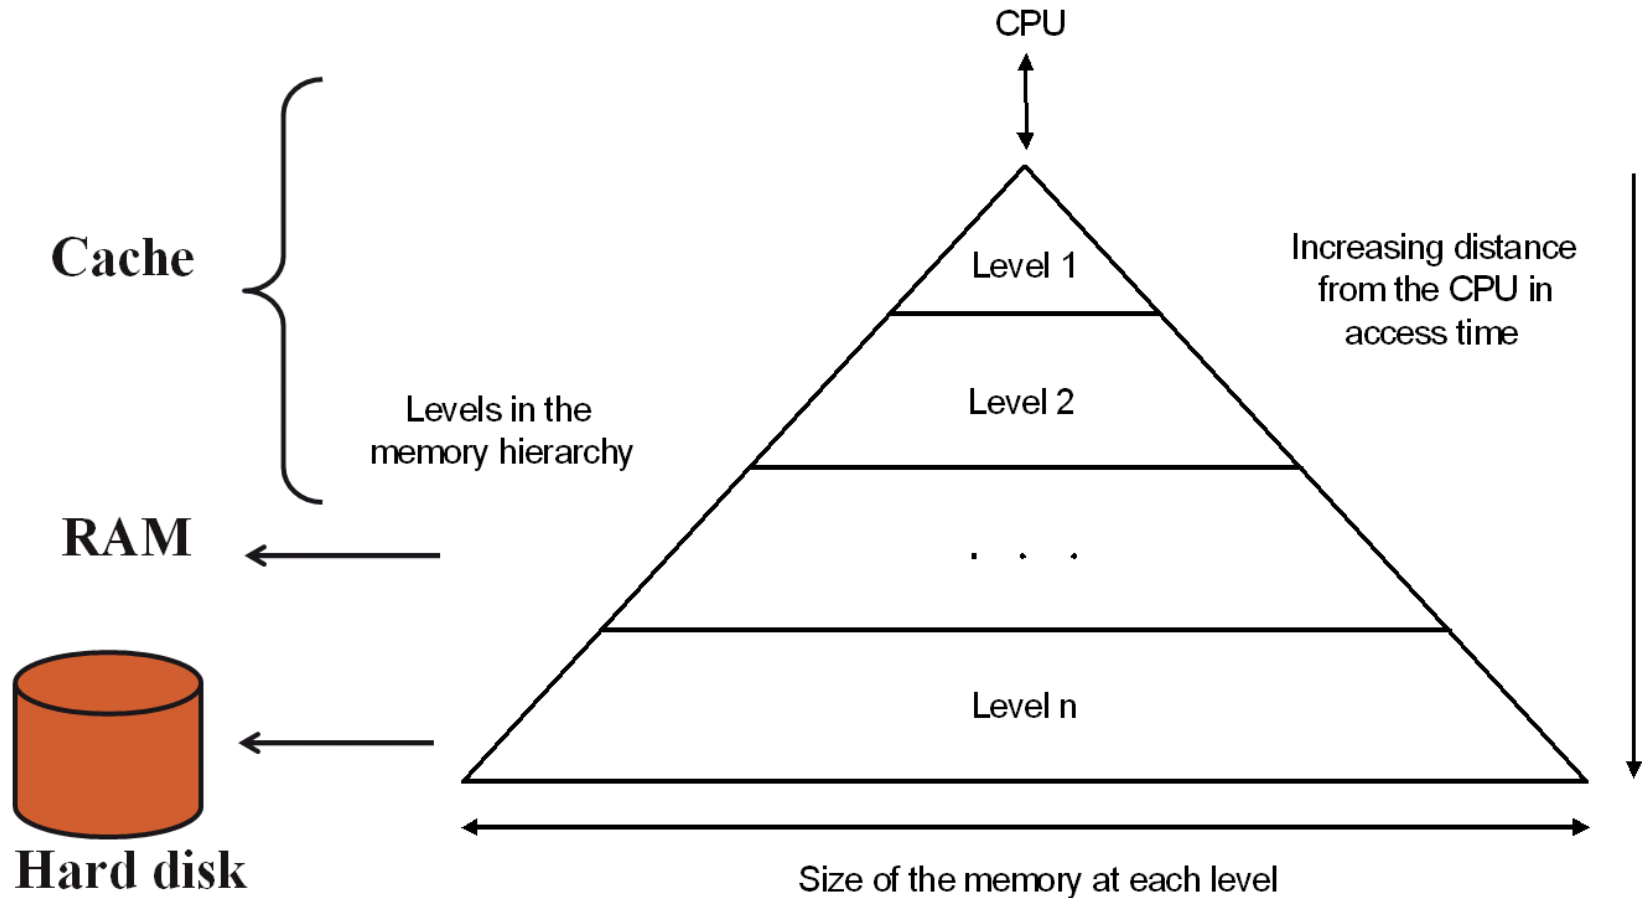 CPU
Cache
Level 1
Increasing distance
from the CPU in
access time
Level 2
Levels in the
memory hierarchy
RAM
. . .
Level n
Hard disk
Size of the memory at each level